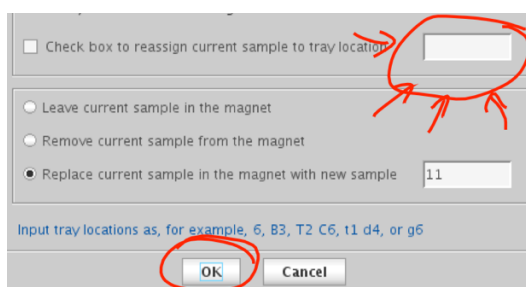 Check box to reassign current sample to tray location
Leave current sample in the magnet
Remove current sample from the magnet
Replace current sample in the magnet with new sample 11
Input tray locations as, for example, 6, B3, T2 C6, t1 d4, or g6
OK Cancel